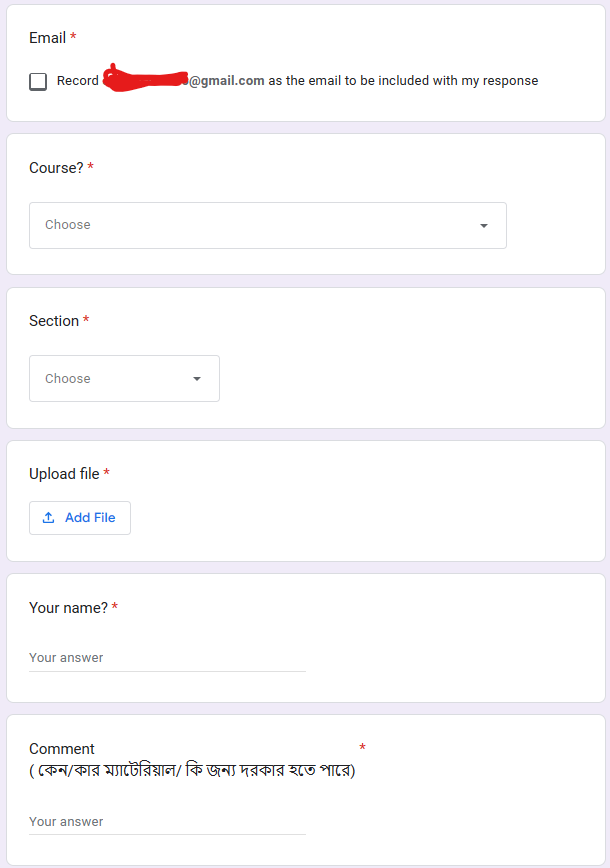 Email *
Record @gmail.com as the email to be included with my response
Course? *
Choose
Section *
Choose
Upload file *
Add File
Your name? *
Your answer
Comment *
( কেন/কার ম্যাটেরিয়াল/ কি জন্য দরকার হতে পারে)
Your answer